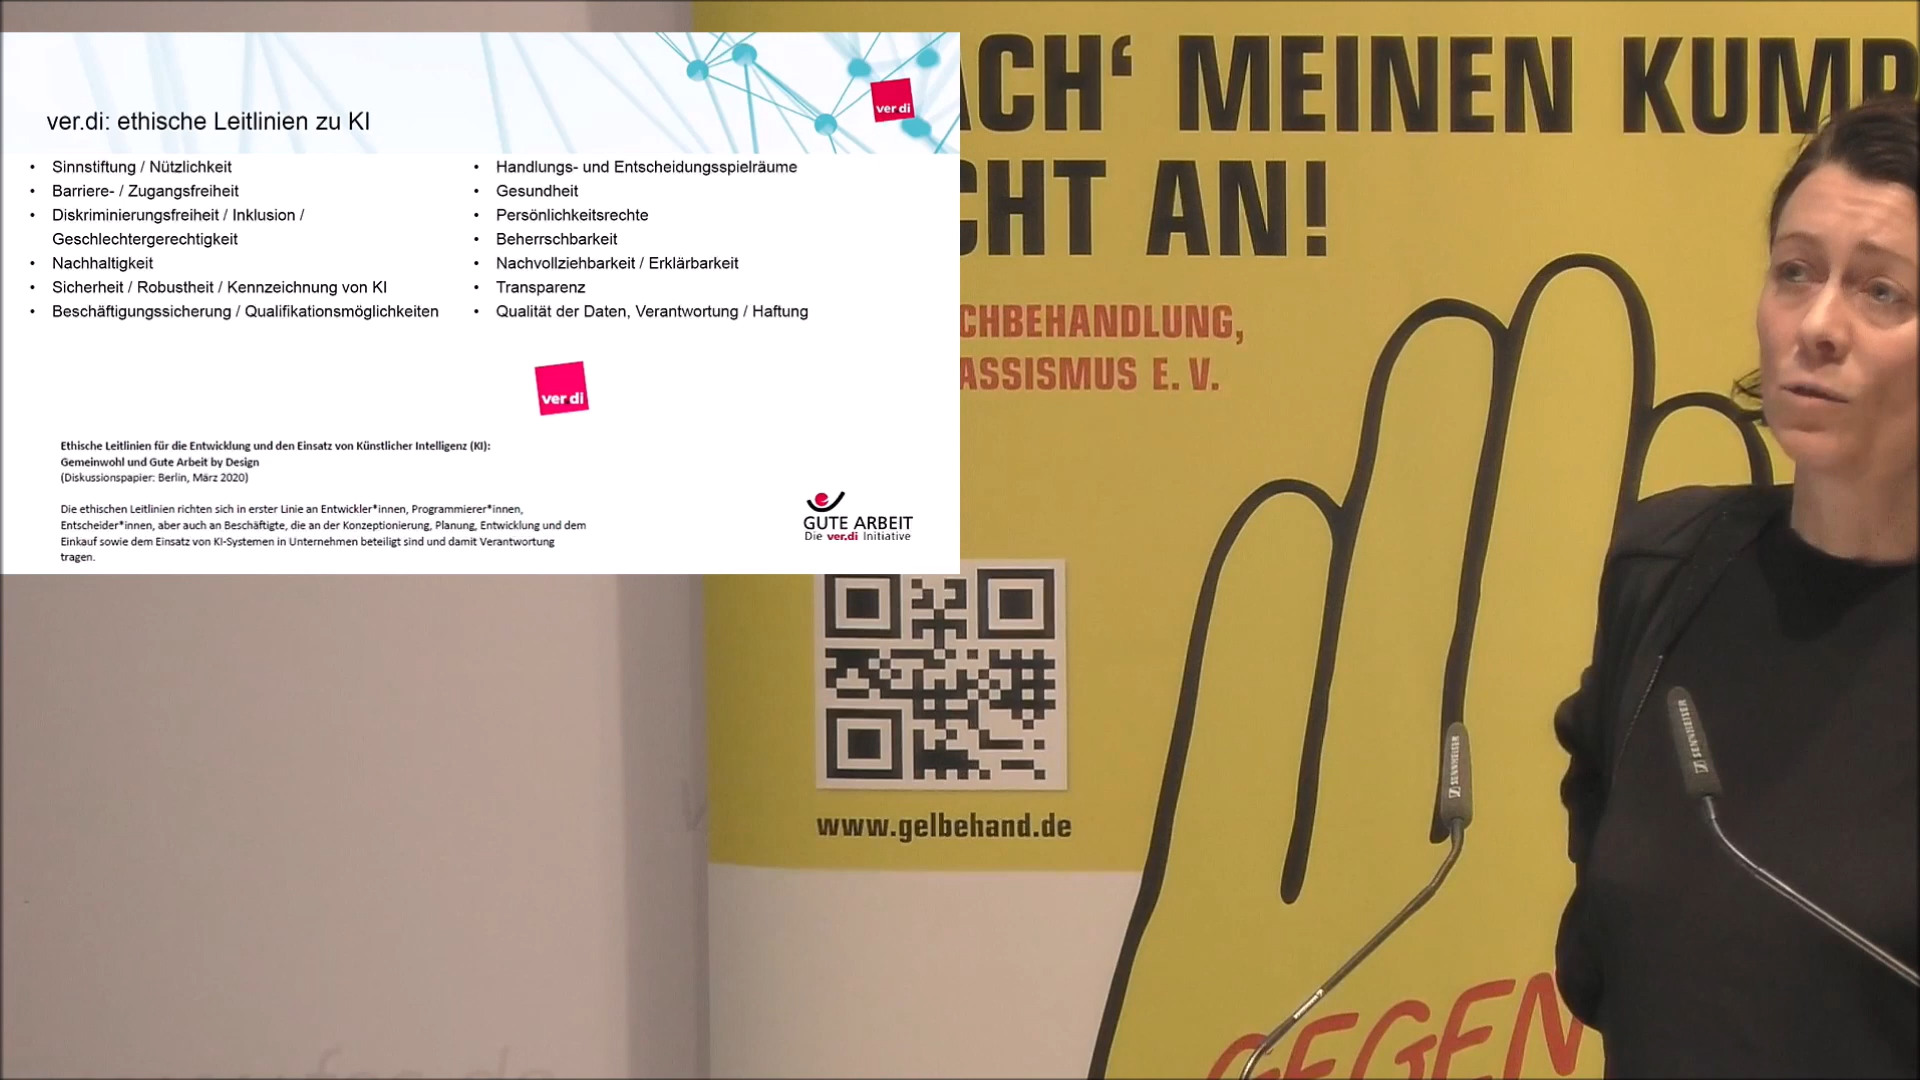 ver.di: ethische Leitlinien zu KI
ver di
• Sinnstiftung / Nützlichkeit
• Barriere- / Zugangsfreiheit
• Diskriminierungsfreiheit / Inklusion /
Geschlechtergerechtigkeit
• Nachhaltigkeit
• Sicherheit / Robustheit / Kennzeichnung von KI
• Beschäftigungssicherung / Qualifikationsmöglichkeiten
• Handlungs- und Entscheidungsspielräume
• Gesundheit
• Persönlichkeitsrechte
• Beherrschbarkeit
• Nachvollziehbarkeit / Erklärbarkeit
• Transparenz
• Qualität der Daten, Verantwortung / Haftung
ver.di
Ethische Leitlinien für die Entwicklung und den Einsatz von Künstlicher Intelligenz (KI):
Gemeinwohl und Gute Arbeit by Design
(Diskussionspapier: Berlin, März 2020)
Die ethischen Leitlinien richten sich in erster Linie an Entwickler*innen, Programmierer*innen,
Entscheider*innen, aber auch an Beschäftigte, die an der Konzeptionierung, Planung, Entwicklung und dem
Einkauf sowie dem Einsatz von KI-Systemen in Unternehmen beteiligt sind und damit Verantwortung
tragen.
GUTE ARBEIT
Die ver.di Initiative
ACH‘ MEINEN KUMP
CHT AN!
CHBEHANDLUNG,
ASSISMUS E. V.
www.gelbehand.de
GEGEN
SENNHEISER
SENNHEISER